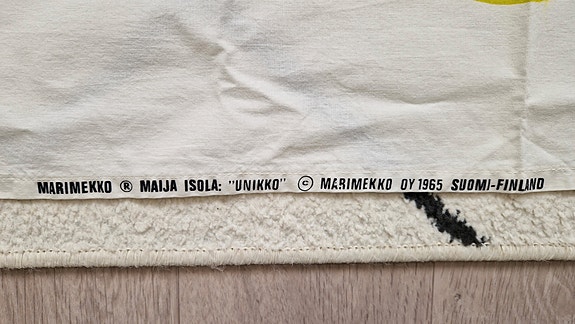 MARIMEKKO ® MAIJA ISOLA: "UNIKKO" © MARIMEKKO OY 1965 SUOMI-FINLAND